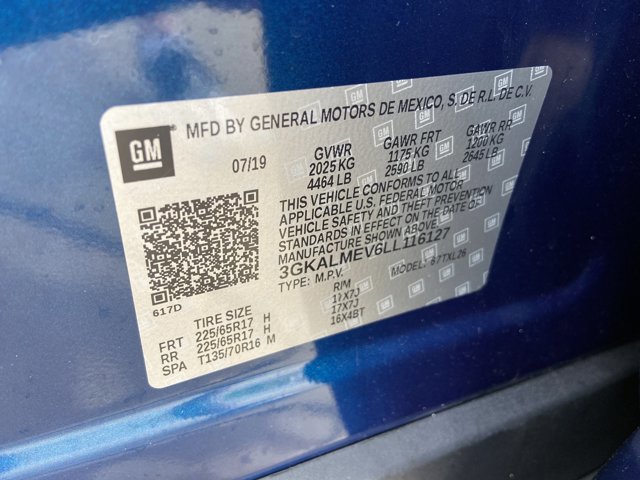 GM
MFD BY GENERAL MOTORS DE MEXICO, S. DE R.L. DE C.V.
07/19 GVWR GAWR FRT GAWR RR
2025 KG 1175 KG 1200 KG
4464 LB 2590 LB 2645 LB
THIS VEHICLE CONFORMS TO ALL
APPLICABLE U.S. FEDERAL MOTOR
VEHICLE SAFETY AND THEFT PREVENTION
STANDARDS IN EFFECT ON THE DATE OF
MANUFACTURE SHOWN ABOVE.
3GKALMEV6LL116127
TYPE: M.P.V. MODEL: 67TXL26
617D
TIRE SIZE RIM
FRT 225/65R17 H 17X7J
RR 225/65R17 H 17X7J
SPA T135/70R16 M 16X4BT